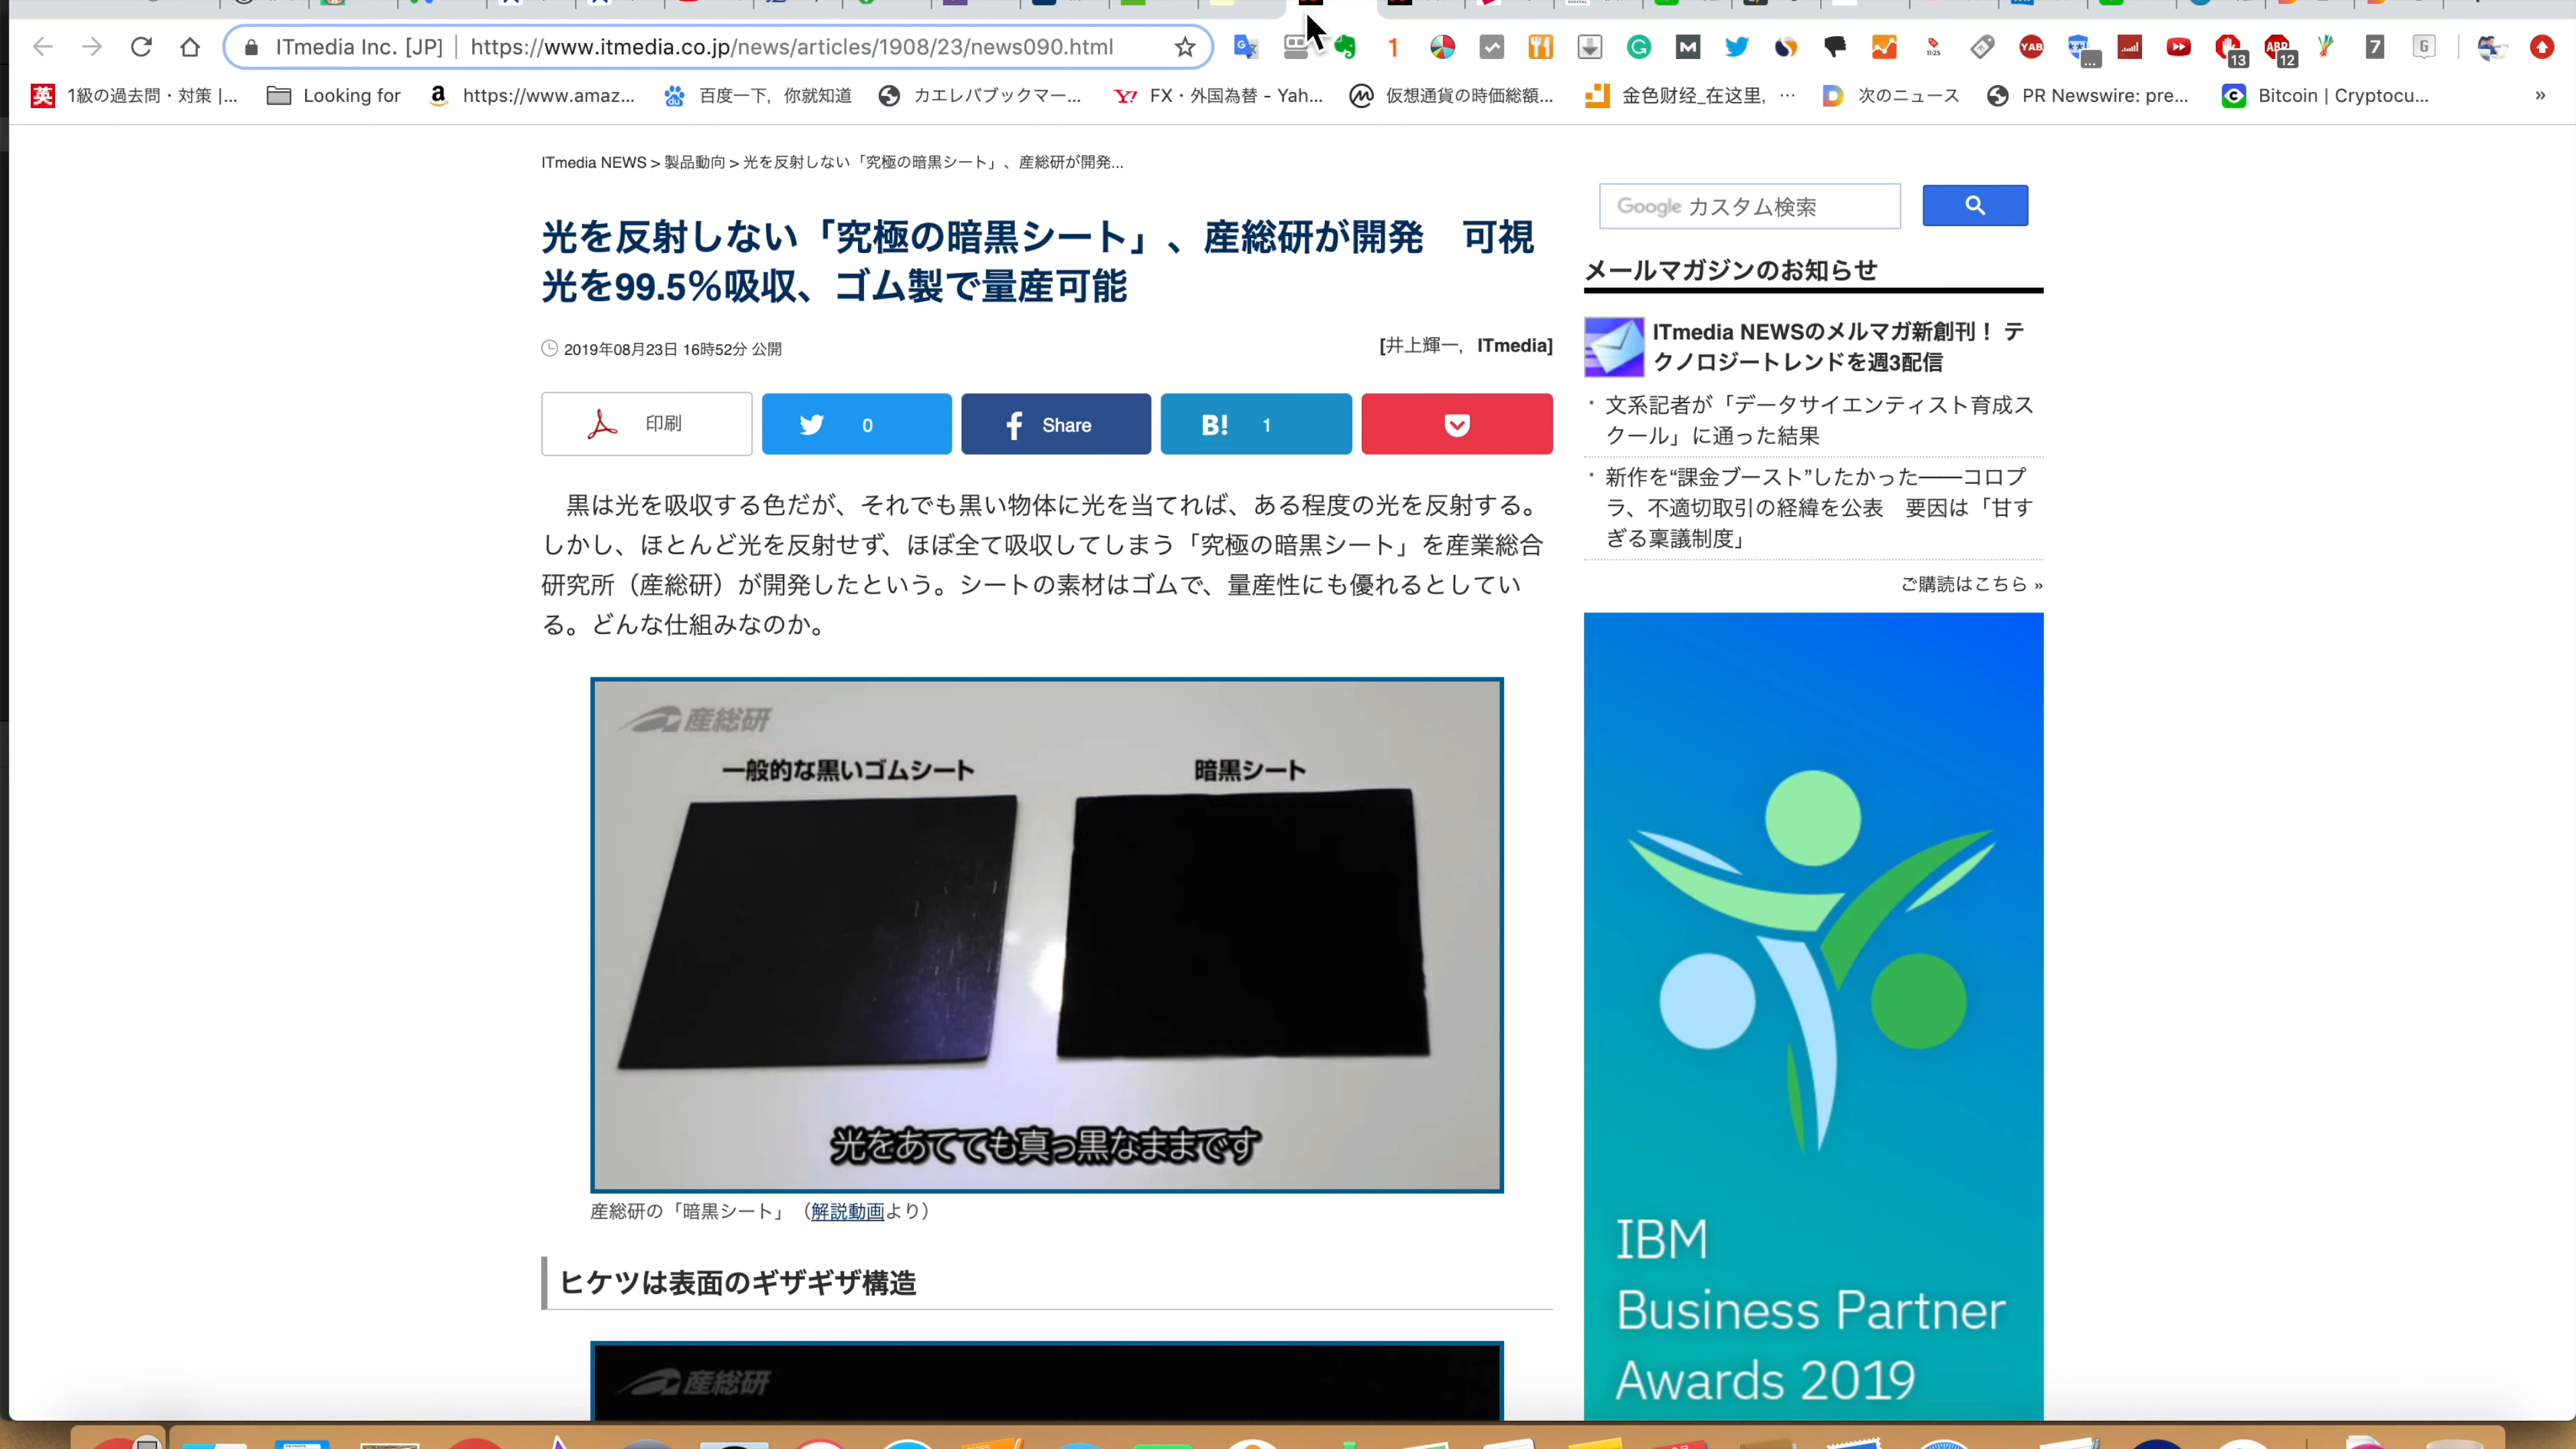 ITmedia Inc. [JP] | https://www.itmedia.co.jp/news/articles/1908/23/news090.html
1
11:25
YAB
...
13
ABP
12
7
G
英 1級の過去問・対策 |...
Looking for
https://www.amaz...
百度一下，你就知道
カエレバブックマー...
Y! FX・外国為替 - Yah...
仮想通貨の時価総額...
金色财经_在这里, ...
次のニュース
PR Newswire: pre...
Bitcoin | Cryptocu...
»
ITmedia NEWS > 製品動向 > 光を反射しない「究極の暗黒シート」、産総研が開発...
光を反射しない「究極の暗黒シート」、産総研が開発　可視
光を99.5%吸収、ゴム製で量産可能
2019年08月23日 16時52分 公開
[井上輝一, ITmedia]
印刷
0
Share
B! 1
黒は光を吸収する色だが、それでも黒い物体に光を当てれば、ある程度の光を反射する。
しかし、ほとんど光を反射せず、ほぼ全て吸収してしまう「究極の暗黒シート」を産業総合
研究所（産総研）が開発したという。シートの素材はゴムで、量産性にも優れるとしてい
る。どんな仕組みなのか。
産総研
一般的な黒いゴムシート
暗黒シート
光をあてても真っ黒なままです
産総研の「暗黒シート」（解説動画より）
ヒケツは表面のギザギザ構造
産総研
Google カスタム検索
メールマガジンのお知らせ
ITmedia NEWSのメルマガ新創刊！ テ
クノロジートレンドを週3配信
・文系記者が「データサイエンティスト育成ス
クール」に通った結果
・新作を“課金ブースト”したかった――コロプ
ラ、不適切取引の経緯を公表　要因は「甘す
ぎる稟議制度」
ご購読はこちら »
IBM
Business Partner
Awards 2019